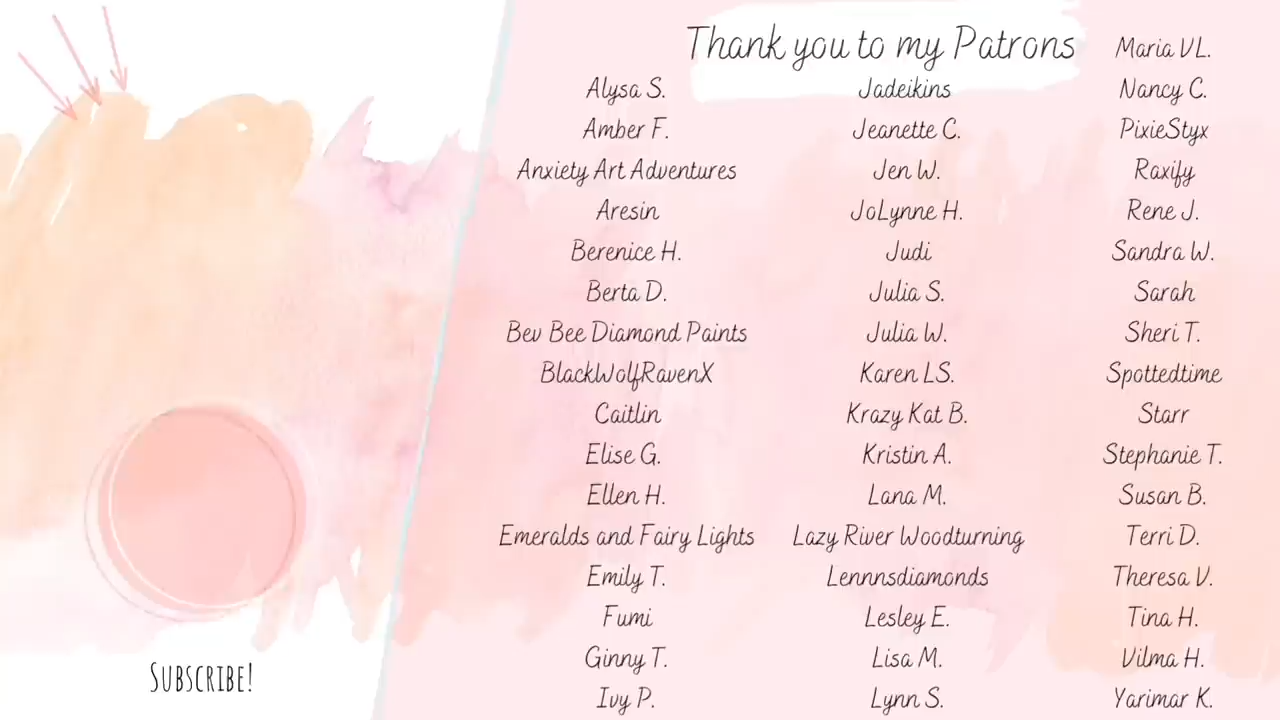 Thank you to my Patrons
Alysa S.
Amber F.
Anxiety Art Adventures
Aresin
Berenice H.
Berta D.
Bev Bee Diamond Paints
BlackWolfRavenX
Caitlin
Elise G.
Ellen H.
Emeralds and Fairy Lights
Emily T.
Fumi
Ginny T.
Ivy P.
Jadeikins
Jeanette C.
Jen W.
JoLynne H.
Judi
Julia S.
Julia W.
Karen LS.
Krazy Kat B.
Kristin A.
Lana M.
Lazy River Woodturning
Lennnsdiamonds
Lesley E.
Lisa M.
Lynn S.
Maria VL.
Nancy C.
PixieStyx
Raxify
Rene J.
Sandra W.
Sarah
Sheri T.
Spottedtime
Starr
Stephanie T.
Susan B.
Terri D.
Theresa V.
Tina H.
Vilma H.
Yarimar K.
Subscribe!